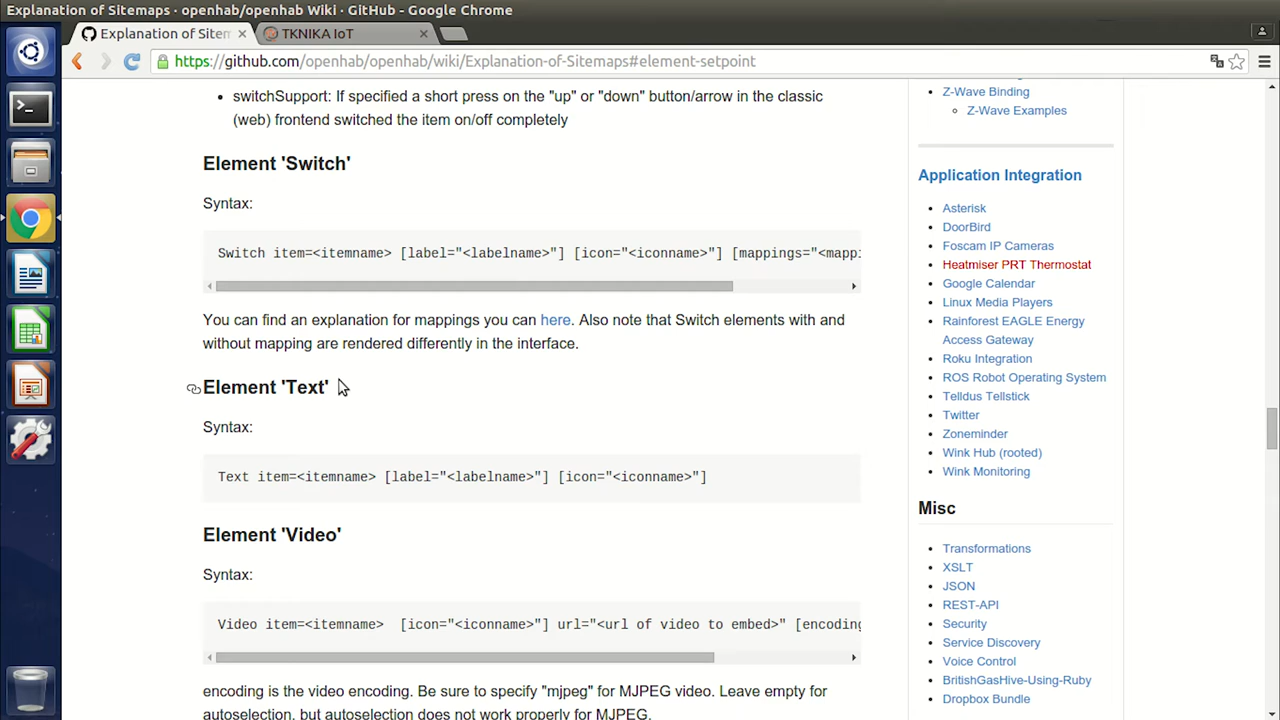 Explanation of Sitemaps · openhab/openhab Wiki · GitHub - Google Chrome
Explanation of Sitem
TKNIKA IoT
https://github.com/openhab/openhab/wiki/Explanation-of-Sitemaps#element-setpoint
switchSupport: If specified a short press on the "up" or "down" button/arrow in the classic
(web) frontend switched the item on/off completely
Element 'Switch'
Syntax:
Switch item=<itemname> [label="<labelname>"] [icon="<iconname>"] [mappings="<mappi
You can find an explanation for mappings you can here. Also note that Switch elements with and
without mapping are rendered differently in the interface.
Element 'Text'
Syntax:
Text item=<itemname> [label="<labelname>"] [icon="<iconname>"]
Element 'Video'
Syntax:
Video item=<itemname>  [icon="<iconname>"] url="<url of video to embed>" [encoding
encoding is the video encoding. Be sure to specify "mjpeg" for MJPEG video. Leave empty for
autoselection, but autoselection does not work properly for MJPEG.
Z-Wave Binding
Z-Wave Examples
Application Integration
Asterisk
DoorBird
Foscam IP Cameras
Heatmiser PRT Thermostat
Google Calendar
Linux Media Players
Rainforest EAGLE Energy
Access Gateway
Roku Integration
ROS Robot Operating System
Telldus Tellstick
Twitter
Zoneminder
Wink Hub (rooted)
Wink Monitoring
Misc
Transformations
XSLT
JSON
REST-API
Security
Service Discovery
Voice Control
BritishGasHive-Using-Ruby
Dropbox Bundle